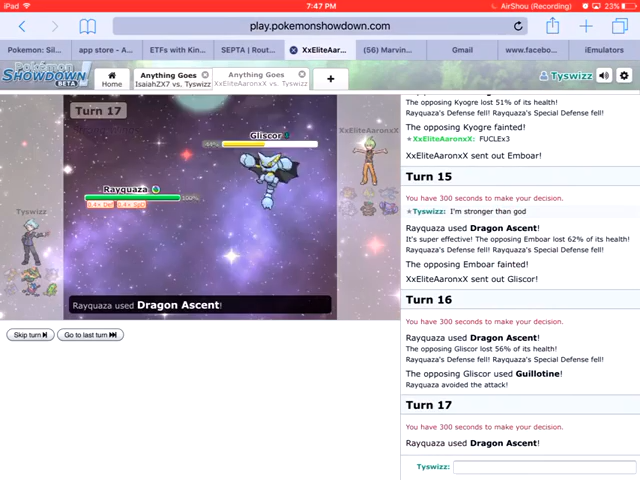 iPad
7:47 PM
AirShou (Recording)
23%
play.pokemonshowdown.com
Pokemon: Sil...
app store - A...
ETFs with Kin...
SEPTA | Rout...
XxEliteAar...
(56) Marvin...
Gmail
www.facebo...
iEmulators
Pokémon
SHOWDOWN!
BETA
Home
Anything Goes
IsaiahZX7 vs. Tyswizz
Anything Goes
XxEliteAaronxX vs. Tyswizz
Tyswizz
Turn 17
Gliscor
44%
XxEliteAaronxX
Rayquaza
100%
0.4× Def 0.4× SpD
Tyswizz
Rayquaza used Dragon Ascent!
Skip turn
Go to last turn
The opposing Kyogre lost 51% of its health!
Rayquaza's Defense fell! Rayquaza's Special Defense fell!
The opposing Kyogre fainted!
★XxEliteAaronxX: FUCLEx3
XxEliteAaronxX sent out Emboar!
Turn 15
You have 300 seconds to make your decision.
★Tyswizz: I'm stronger than god
Rayquaza used Dragon Ascent!
It's super effective! The opposing Emboar lost 62% of its health!
Rayquaza's Defense fell! Rayquaza's Special Defense fell!
The opposing Emboar fainted!
XxEliteAaronxX sent out Gliscor!
Turn 16
You have 300 seconds to make your decision.
Rayquaza used Dragon Ascent!
The opposing Gliscor lost 56% of its health!
Rayquaza's Defense fell! Rayquaza's Special Defense fell!
The opposing Gliscor used Guillotine!
Rayquaza avoided the attack!
Turn 17
You have 300 seconds to make your decision.
Rayquaza used Dragon Ascent!
Tyswizz: